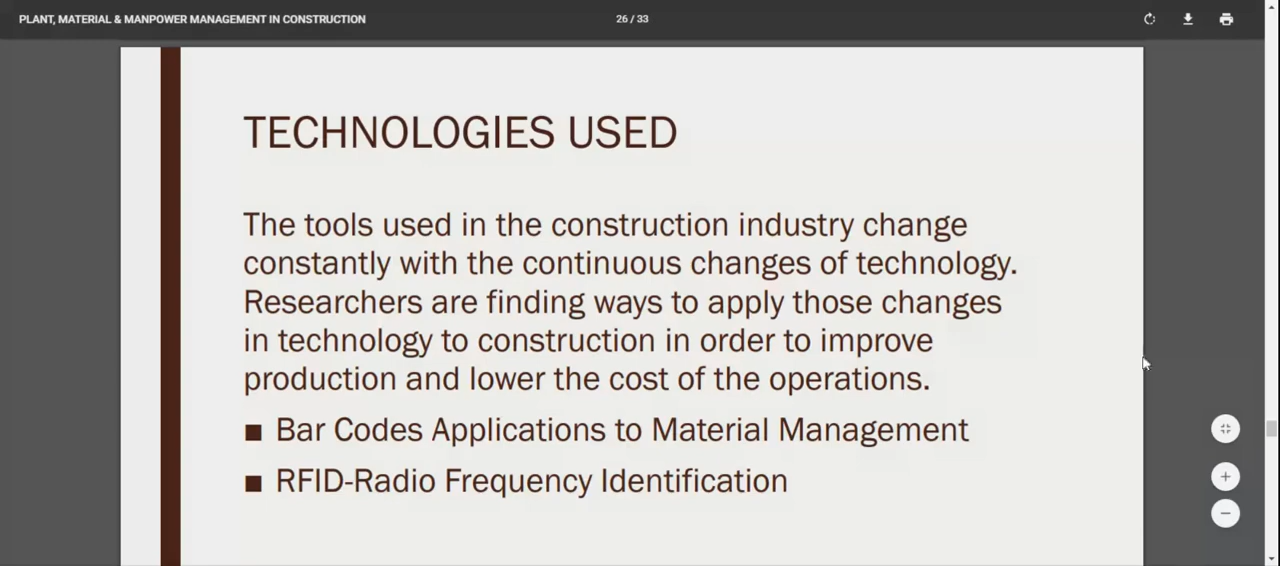 PLANT, MATERIAL & MANPOWER MANAGEMENT IN CONSTRUCTION
26 / 33
TECHNOLOGIES USED
The tools used in the construction industry change
constantly with the continuous changes of technology.
Researchers are finding ways to apply those changes
in technology to construction in order to improve
production and lower the cost of the operations.
■ Bar Codes Applications to Material Management
■ RFID-Radio Frequency Identification